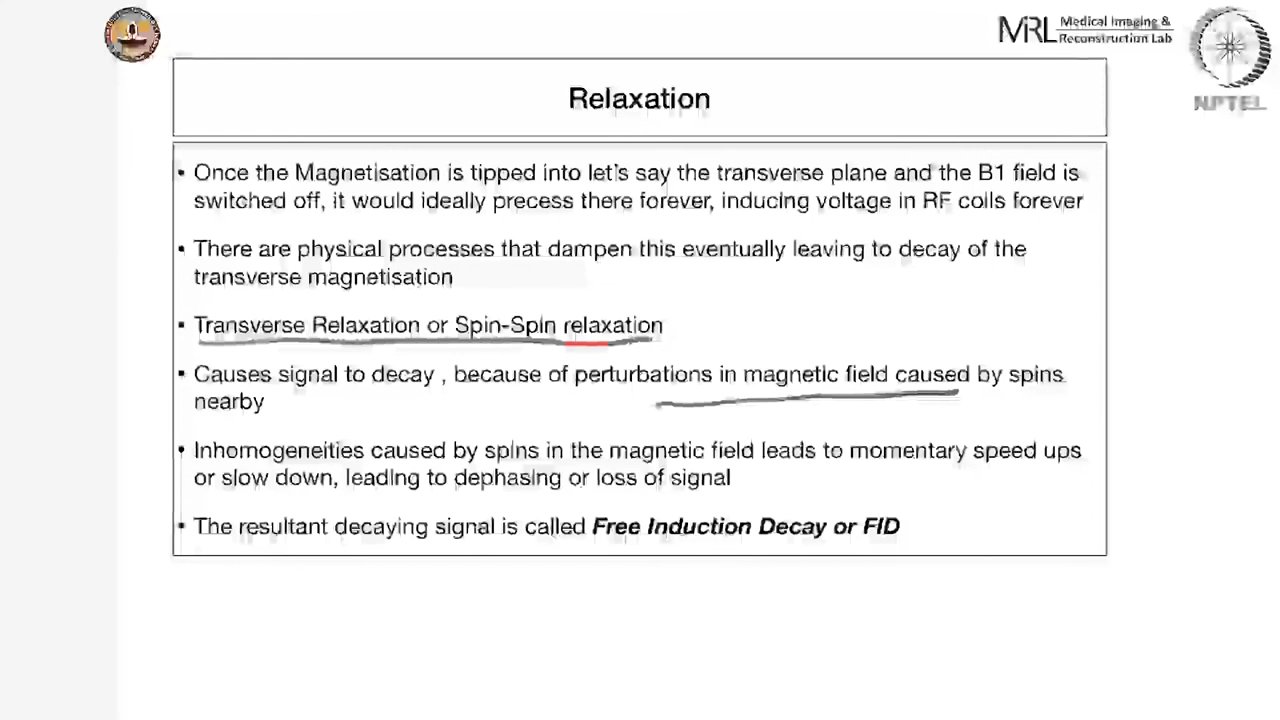 MRL Medical Imaging &
Reconstruction Lab
NPTEL
Relaxation
• Once the Magnetisation is tipped into let's say the transverse plane and the B1 field is
switched off, it would ideally precess there forever, inducing voltage in RF coils forever
• There are physical processes that dampen this eventually leaving to decay of the
transverse magnetisation
• Transverse Relaxation or Spin-Spin relaxation
• Causes signal to decay , because of perturbations in magnetic field caused by spins
nearby
• Inhomogeneities caused by spins in the magnetic field leads to momentary speed ups
or slow down, leading to dephasing or loss of signal
• The resultant decaying signal is called Free Induction Decay or FID